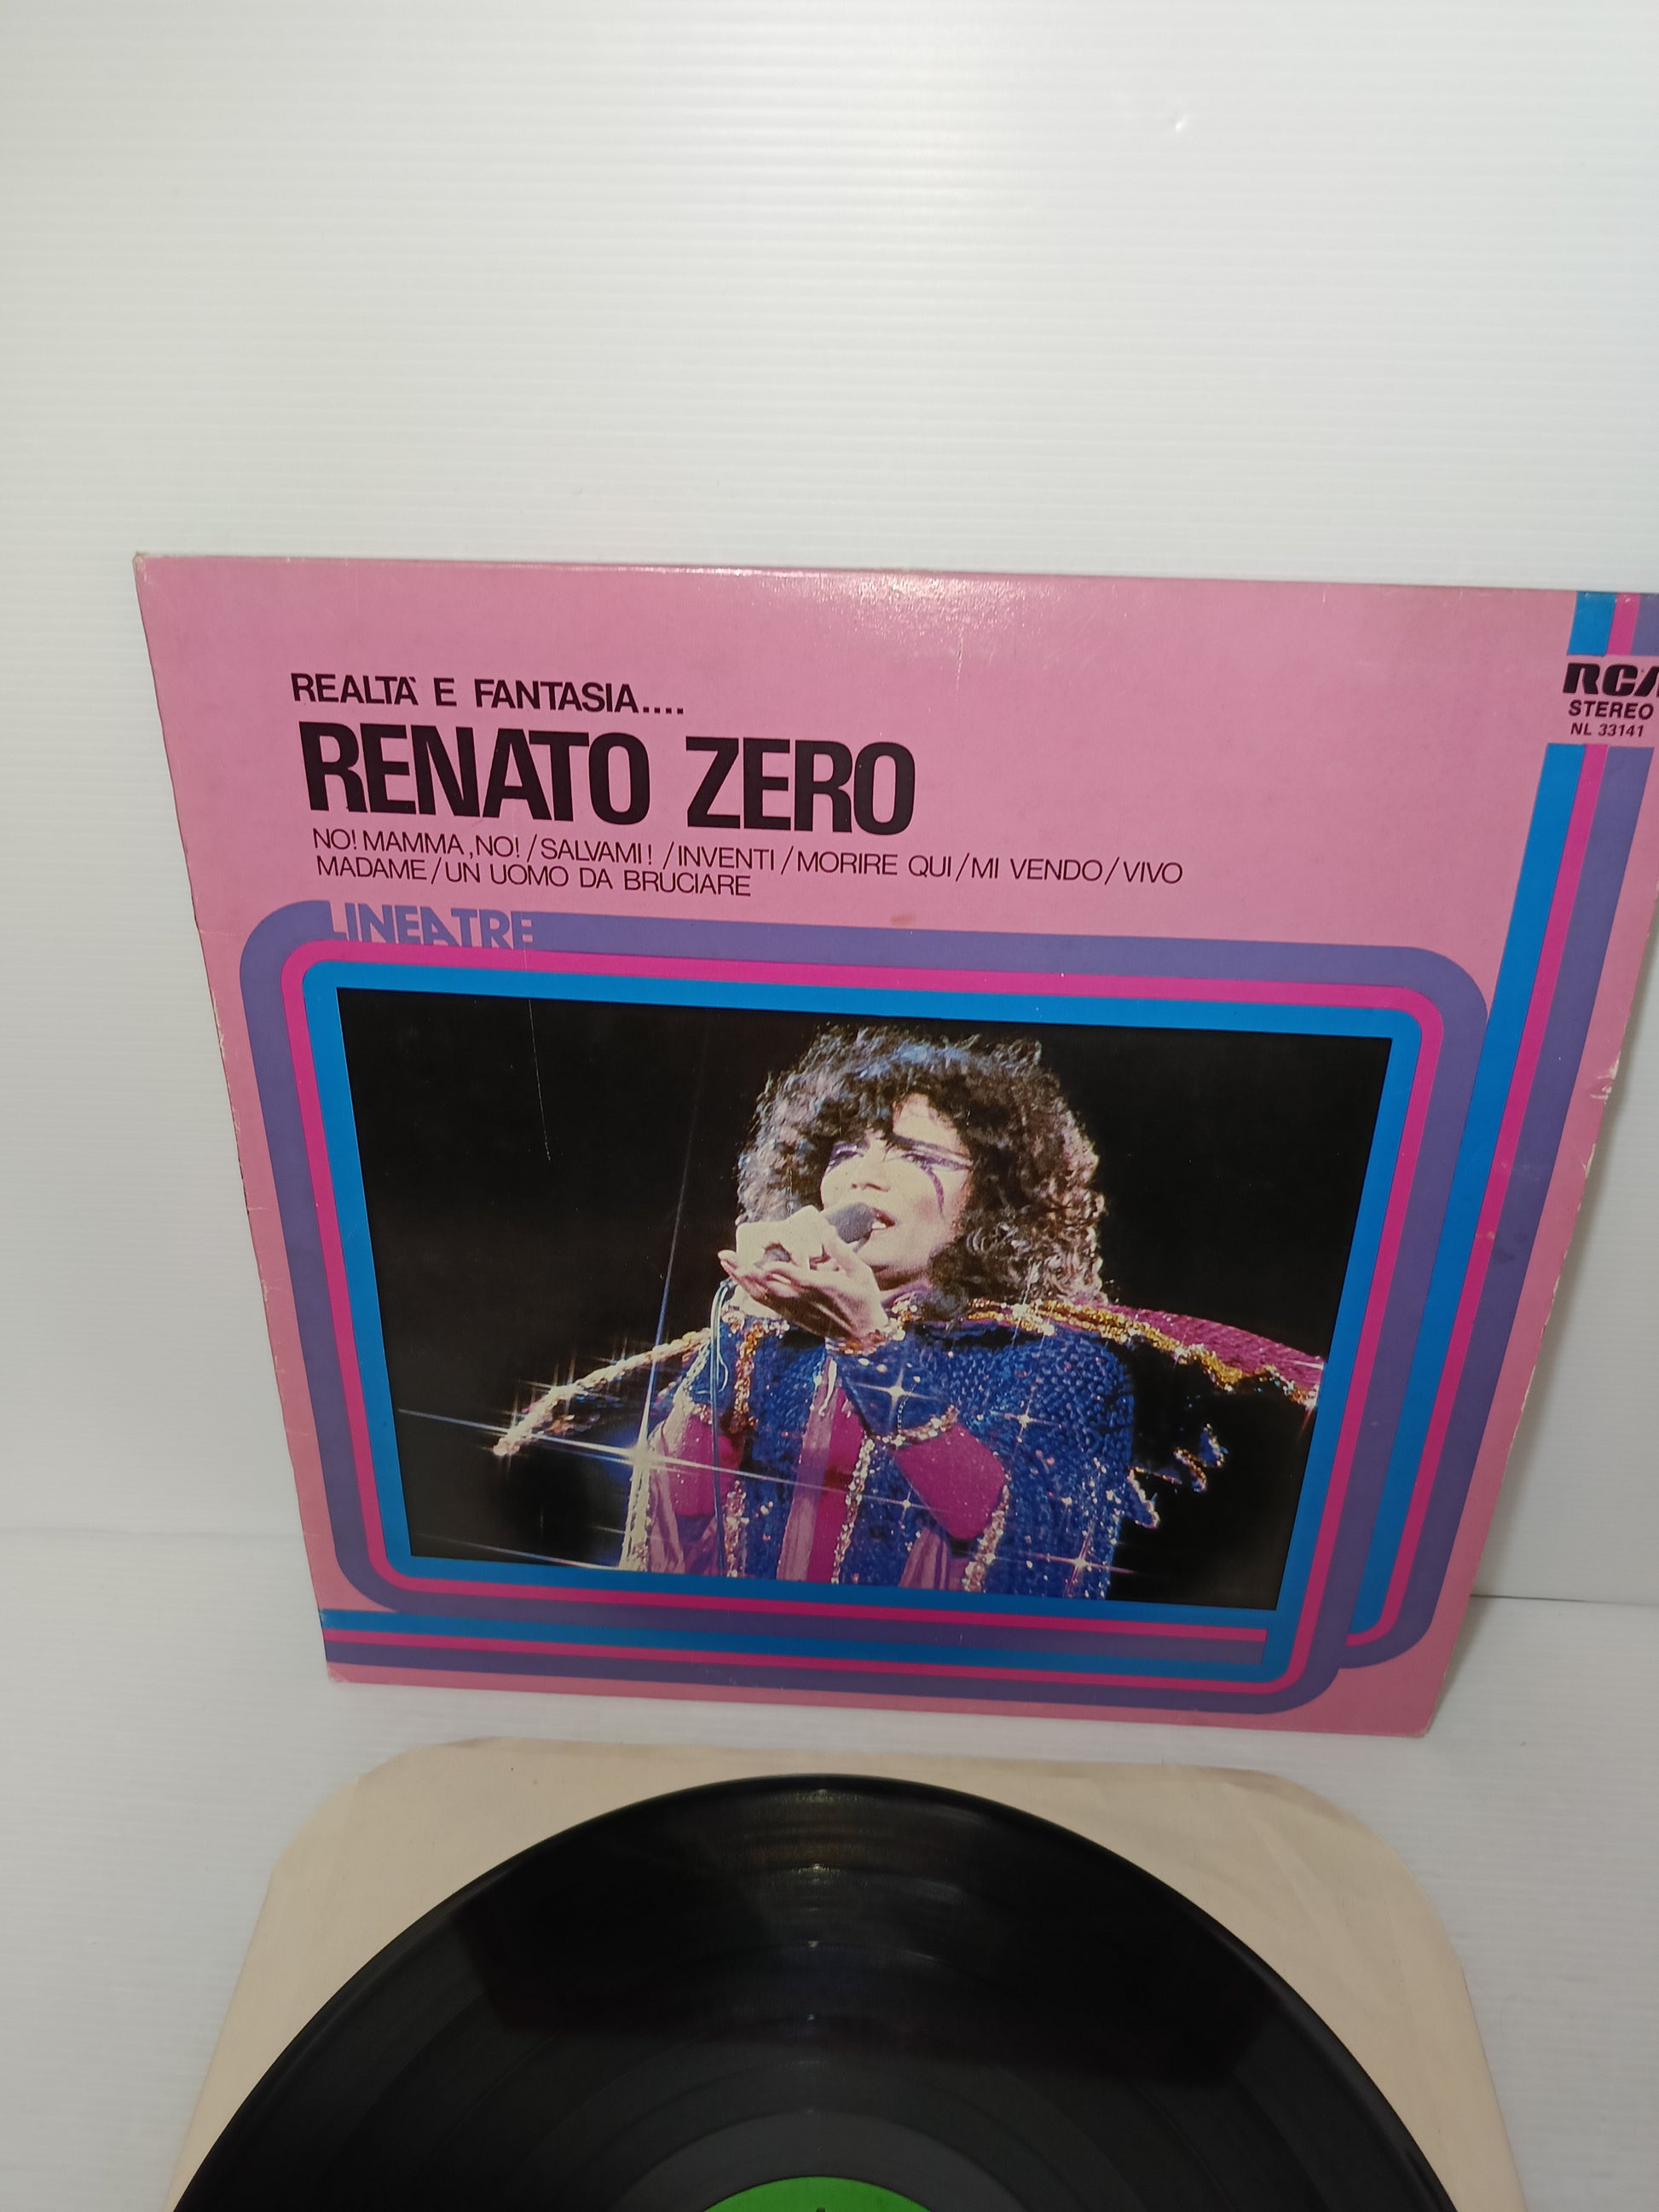 REALTA` E FANTASIA....
RENATO ZERO
NO! MAMMA, NO! / SALVAMI! / INVENTI / MORIRE QUI / MI VENDO / VIVO
MADAME / UN UOMO DA BRUCIARE
LINEATRE
RCA
STEREO
NL 33141